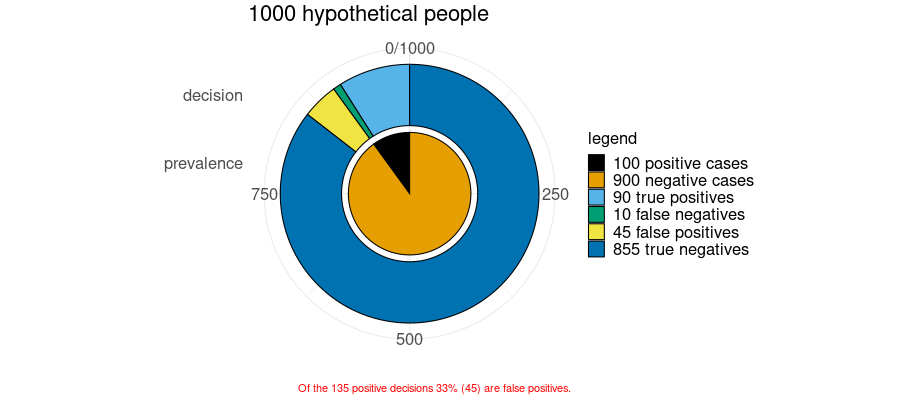 1000 hypothetical people
0/1000
decision
prevalence
750
250
500
legend
100 positive cases
900 negative cases
90 true positives
10 false negatives
45 false positives
855 true negatives
Of the 135 positive decisions 33% (45) are false positives.